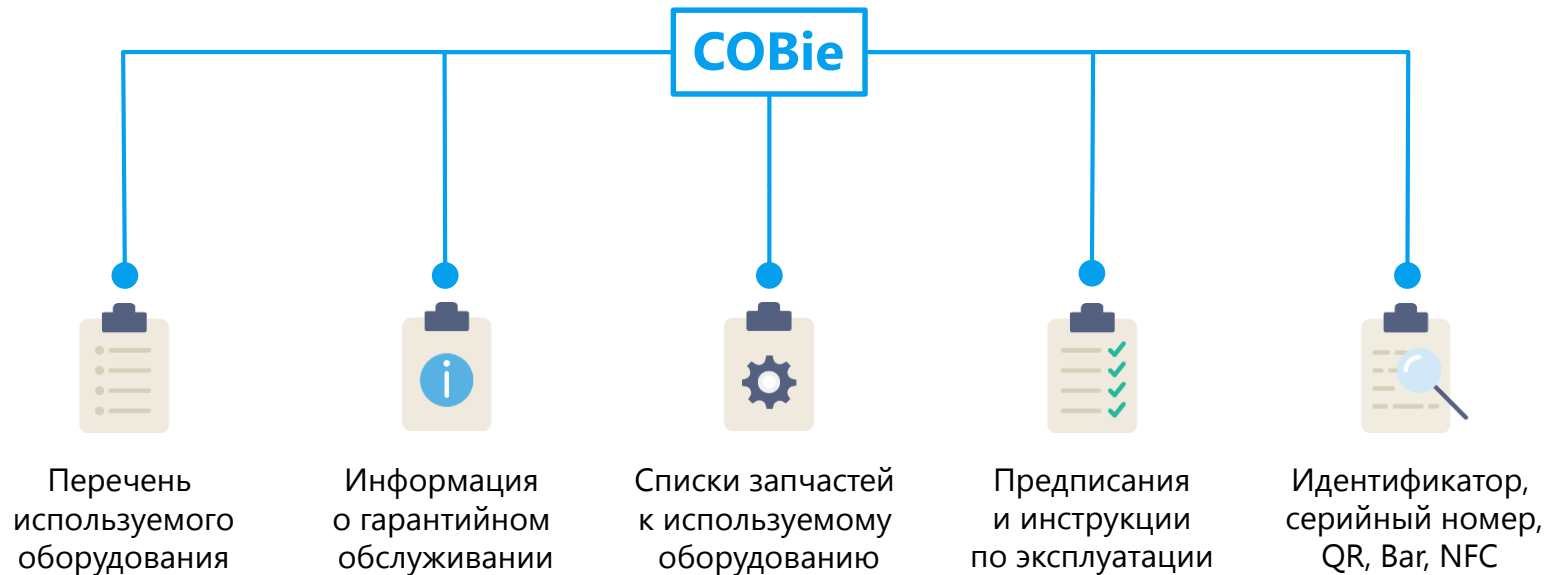 COBie
Перечень
используемого
оборудования
Информация
о гарантийном
обслуживании
Списки запчастей
к используемому
оборудованию
Предписания
и инструкции
по эксплуатации
Идентификатор,
серийный номер,
QR, Bar, NFC